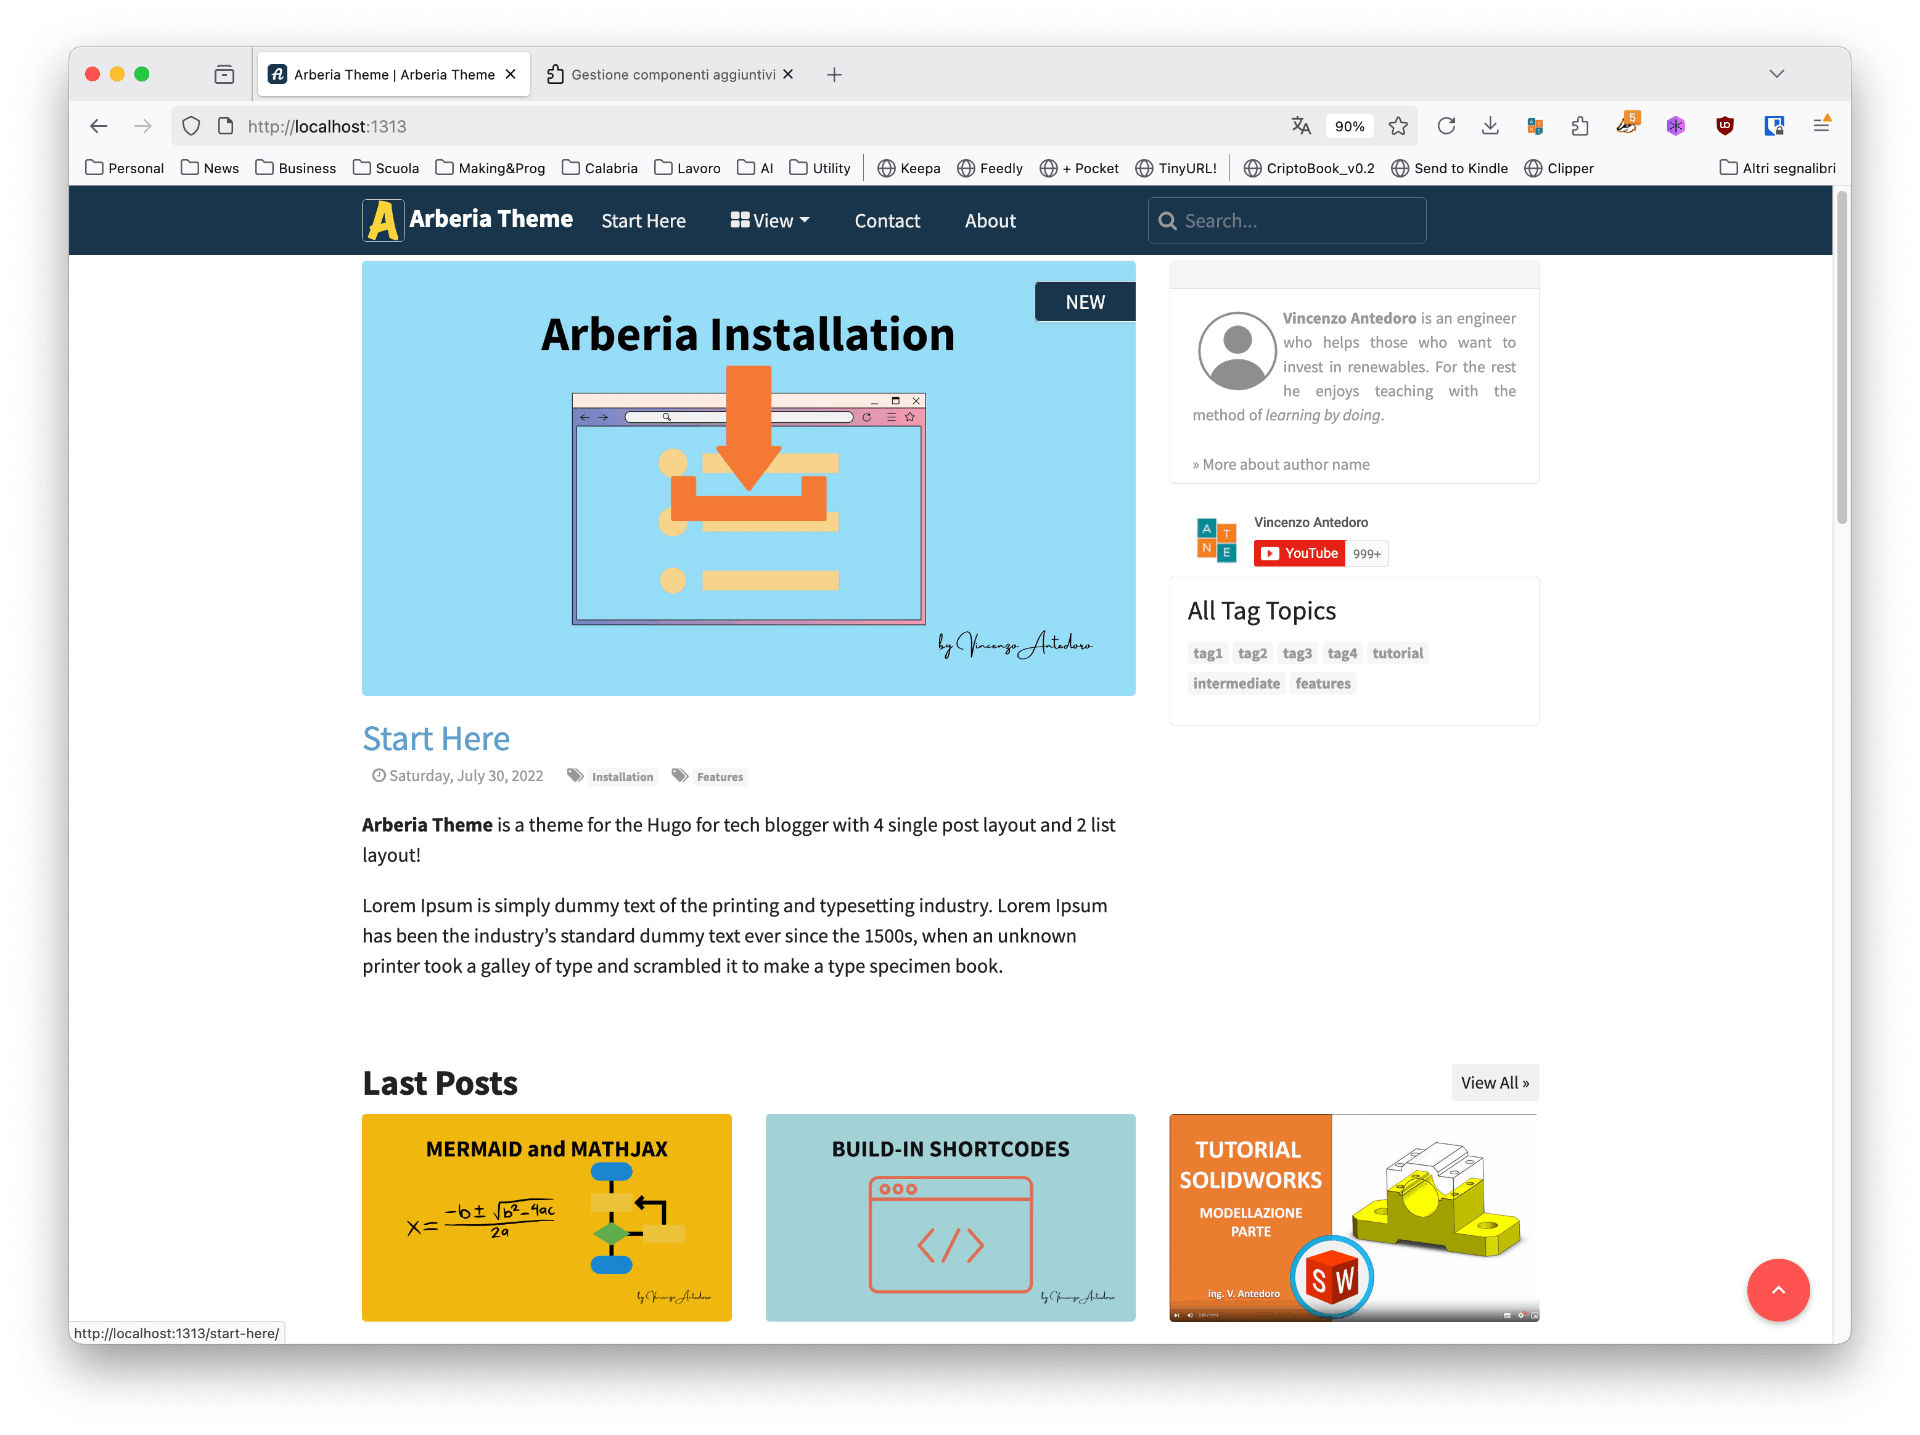 Arberia Theme | Arberia Theme
Gestione componenti aggiuntivi
http://localhost:1313
90%
5
Personal
News
Business
Scuola
Making&Prog
Calabria
Lavoro
AI
Utility
Keepa
Feedly
+ Pocket
TinyURL!
CriptoBook_v0.2
Send to Kindle
Clipper
Altri segnalibri
A
Arberia Theme
Start Here
View
Contact
About
Search...
NEW
Arberia Installation
by Vincenzo Antedoro
Vincenzo Antedoro is an engineer
who helps those who want to
invest in renewables. For the rest
he enjoys teaching with the
method of learning by doing.
» More about author name
A T
N E
Vincenzo Antedoro
YouTube 999+
All Tag Topics
tag1 tag2 tag3 tag4 tutorial
intermediate features
Start Here
Saturday, July 30, 2022 Installation Features
Arberia Theme is a theme for the Hugo for tech blogger with 4 single post layout and 2 list
layout!
Lorem Ipsum is simply dummy text of the printing and typesetting industry. Lorem Ipsum
has been the industry’s standard dummy text ever since the 1500s, when an unknown
printer took a galley of type and scrambled it to make a type specimen book.
Last Posts
View All »
MERMAID and MATHJAX
x = -b ± √b²-4ac
2a
by Vincenzo Antedoro
BUILD-IN SHORTCODES
</>
by Vincenzo Antedoro
TUTORIAL
SOLIDWORKS
MODELLAZIONE
PARTE
SW
ing. V. Antedoro
http://localhost:1313/start-here/